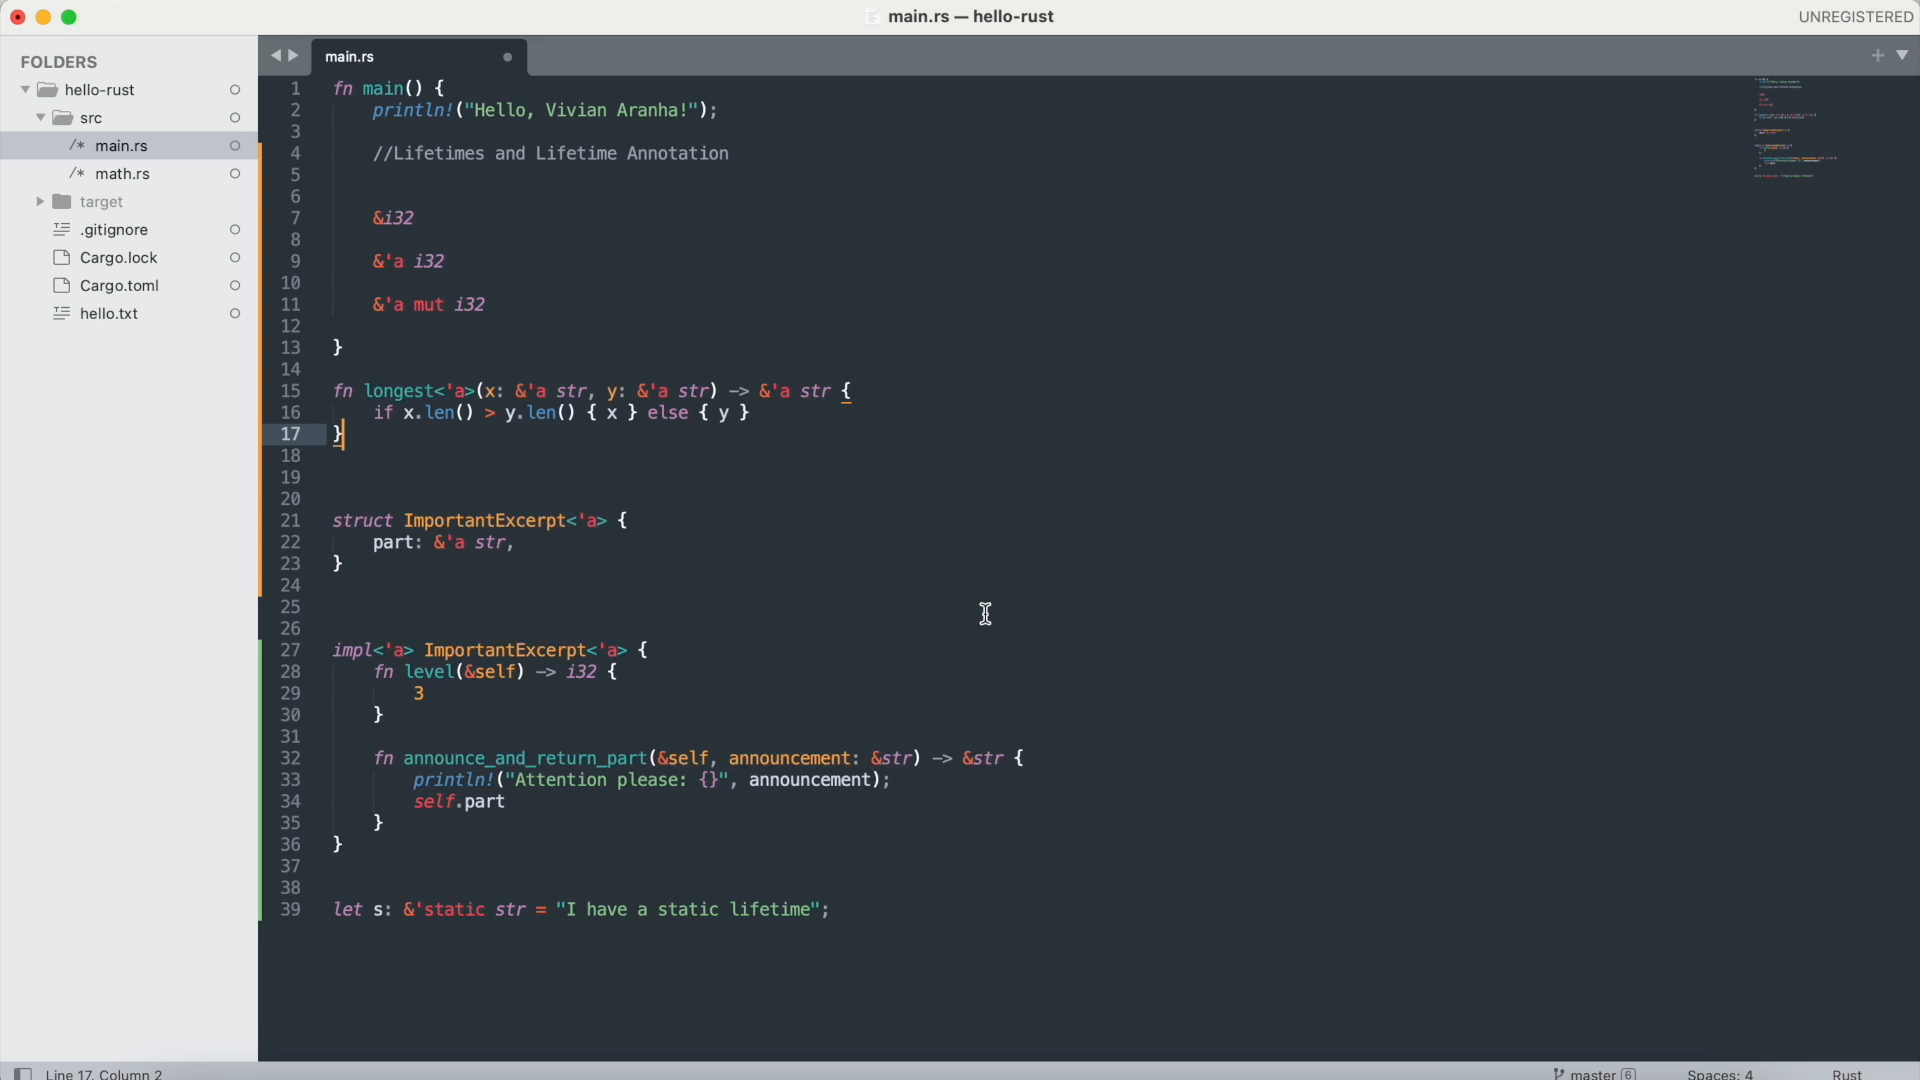 main.rs — hello-rust
UNREGISTERED
FOLDERS
hello-rust
src
/* main.rs
/* math.rs
target
.gitignore
Cargo.lock
Cargo.toml
hello.txt
main.rs
1 fn main() {
2 println!("Hello, Vivian Aranha!");
3
4 //Lifetimes and Lifetime Annotation
5
6
7 &i32
8
9 &'a i32
10
11 &'a mut i32
12
13 }
14
15 fn longest<'a>(x: &'a str, y: &'a str) -> &'a str {
16 if x.len() > y.len() { x } else { y }
17 }
18
19
20
21 struct ImportantExcerpt<'a> {
22 part: &'a str,
23 }
24
25
26
27 impl<'a> ImportantExcerpt<'a> {
28 fn level(&self) -> i32 {
29 3
30 }
31
32 fn announce_and_return_part(&self, announcement: &str) -> &str {
33 println!("Attention please: {}", announcement);
34 self.part
35 }
36 }
37
38
39 let s: &'static str = "I have a static lifetime";
Line 17, Column 2
master 6
Spaces: 4
Rust